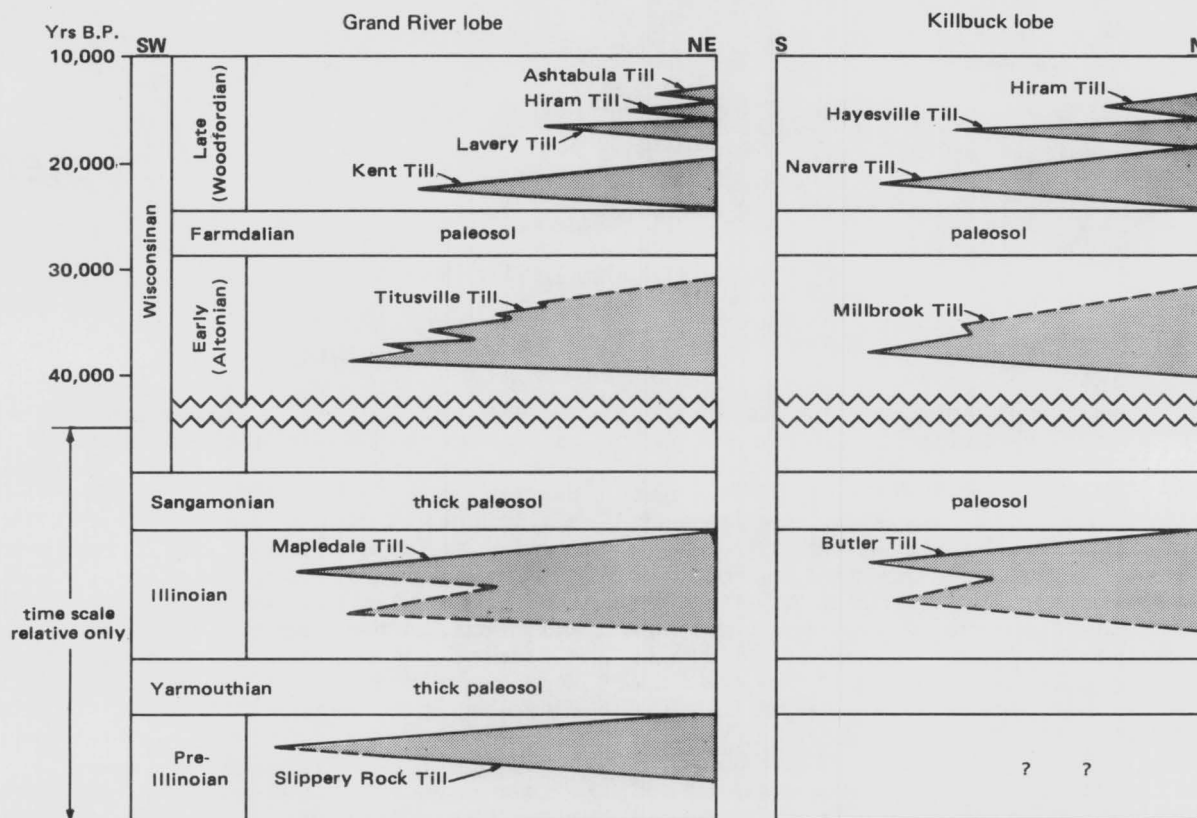 Grand River lobe
Killbuck lobe
Yrs B.P.
SW
NE
S
N
10,000
20,000
30,000
40,000
time scale
relative only
Wisconsinan
Late
(Woodfordian)
Ashtabula Till
Hiram Till
Lavery Till
Kent Till
Hiram Till
Hayesville Till
Navarre Till
Farmdalian
paleosol
paleosol
Early
(Altonian)
Titusville Till
Millbrook Till
Sangamonian
thick paleosol
paleosol
Illinoian
Mapledale Till
Butler Till
Yarmouthian
thick paleosol
Pre-
Illinoian
Slippery Rock Till
? ?